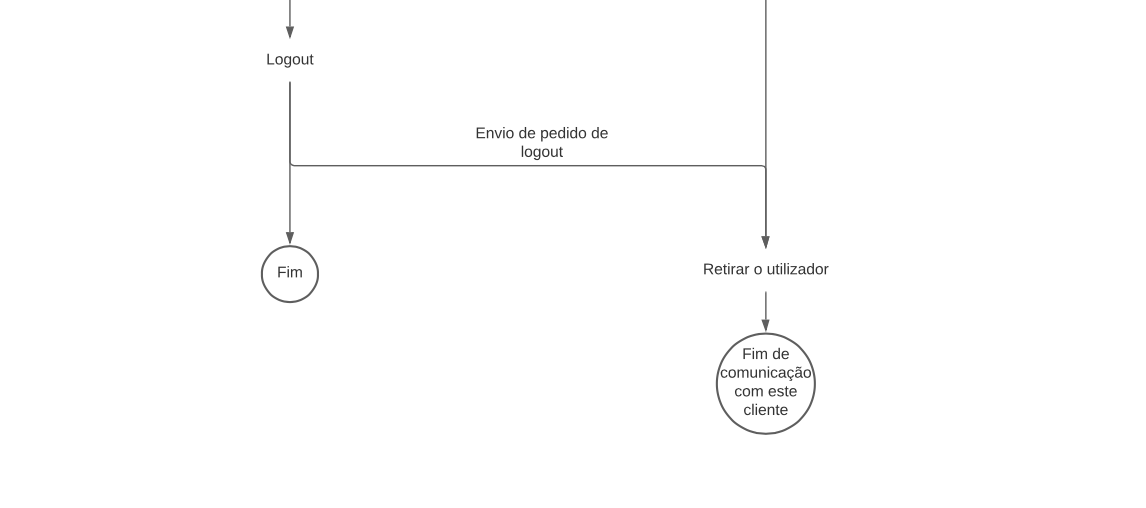 Logout
Envio de pedido de
logout
Fim
Retirar o utilizador
Fim de
comunicação
com este
cliente